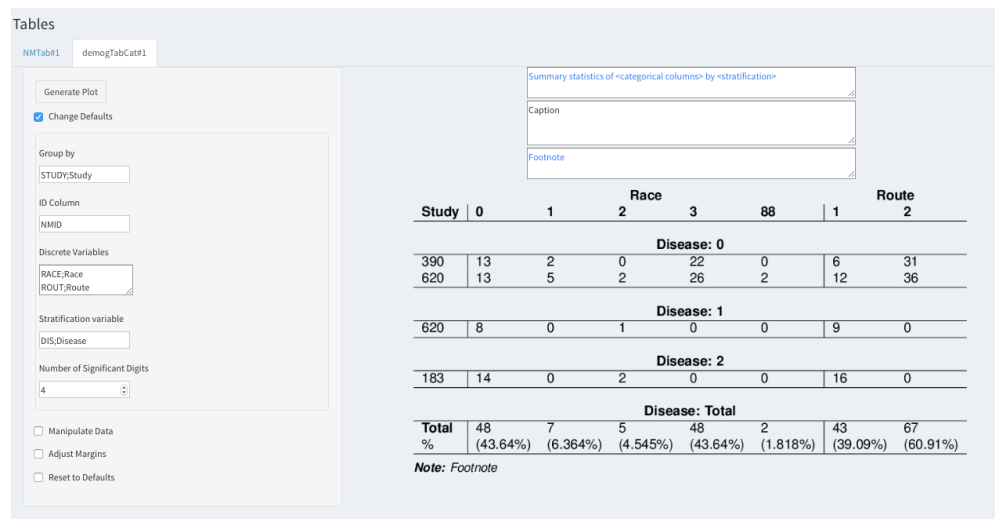 Tables
NMTab#1 demogTabCat#1
Generate Plot
Change Defaults
Group by
STUDY;Study
ID Column
NMID
Discrete Variables
RACE;Race
ROUT;Route
Stratification variable
DIS;Disease
Number of Significant Digits
4
Manipulate Data
Adjust Margins
Reset to Defaults
Summary statistics of <categorical columns> by <stratification>
Caption
Footnote
Race Route
Study 0 1 2 3 88 1 2
Disease: 0
390 13 2 0 22 0 6 31
620 13 5 2 26 2 12 36
Disease: 1
620 8 0 1 0 0 9 0
Disease: 2
183 14 0 2 0 0 16 0
Disease: Total
Total 48 7 5 48 2 43 67
% (43.64%) (6.364%) (4.545%) (43.64%) (1.818%) (39.09%) (60.91%)
Note: Footnote